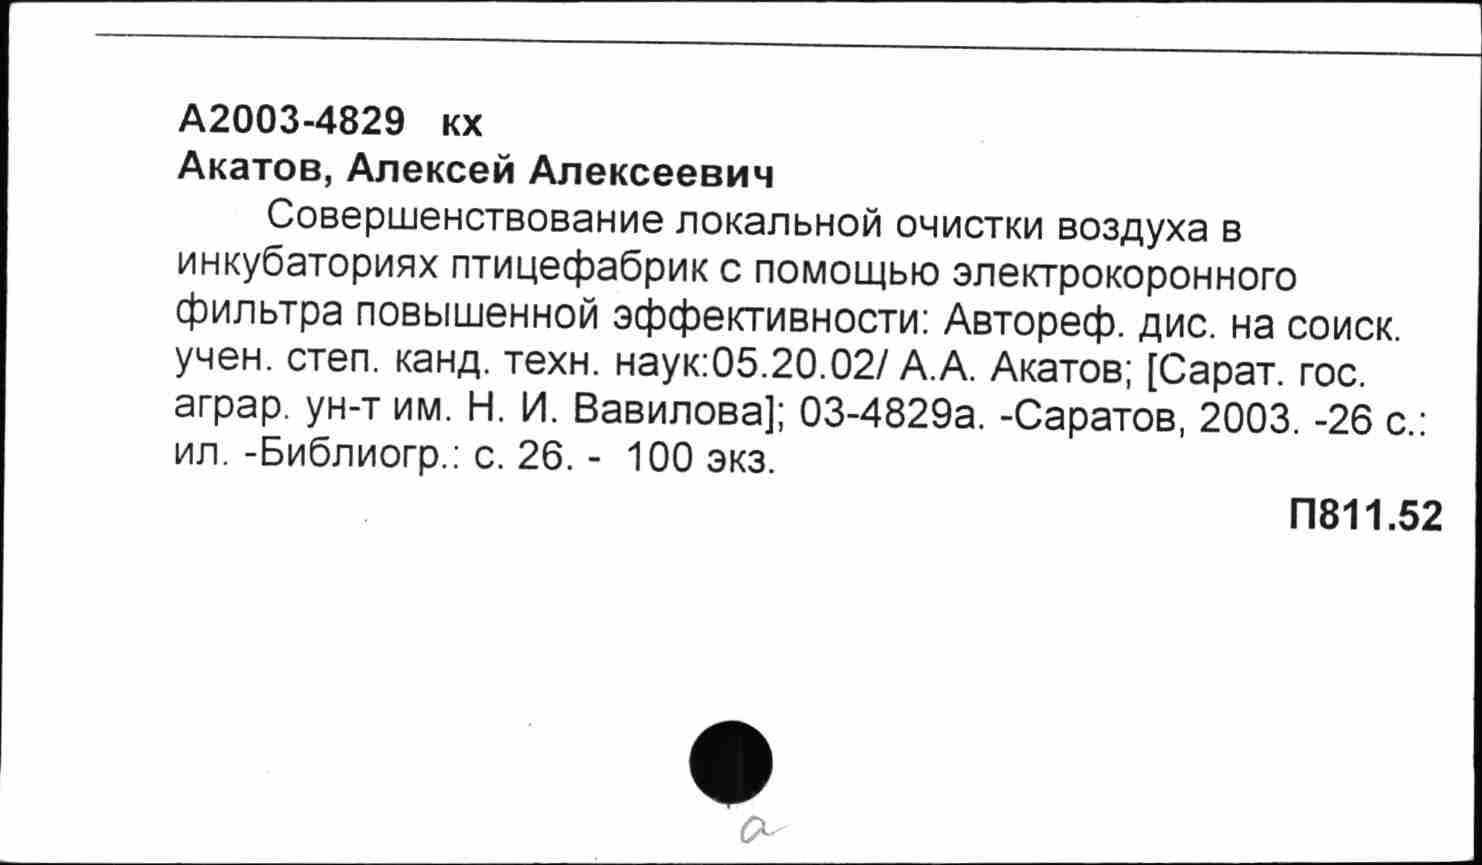 А2003-4829 кх
Акатов, Алексей Алексеевич
Совершенствование локальной очистки воздуха в
инкубаториях птицефабрик с помощью электрокоронного
фильтра повышенной эффективности: Автореф. дис. на соиск.
учен. степ. канд. техн. наук:05.20.02/ А.А. Акатов; [Сарат. гос.
аграр. ун-т им. Н. И. Вавилова]; 03-4829а. -Саратов, 2003. -26 с.:
ил. -Библиогр.: с. 26. - 100 экз.
П811.52
а